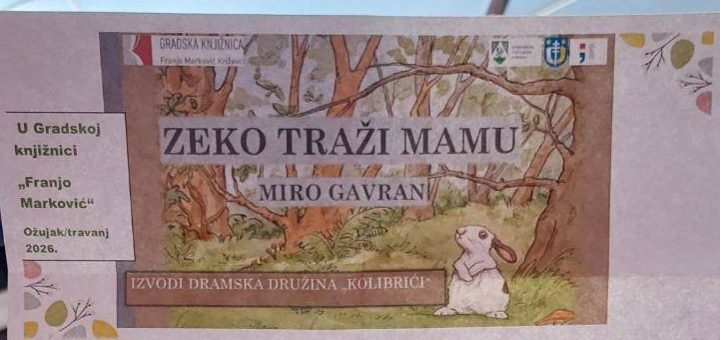 GRADSKA KNJIŽNICA
Franjo Marković Križevci
U Gradskoj
knjižnici
„Franjo
Marković“
Ožujak/travanj
2026.
ZEKO TRAŽI MAMU
MIRO GAVRAN
IZVODI DRAMSKA DRUŽINA „KOLIBRIĆI“